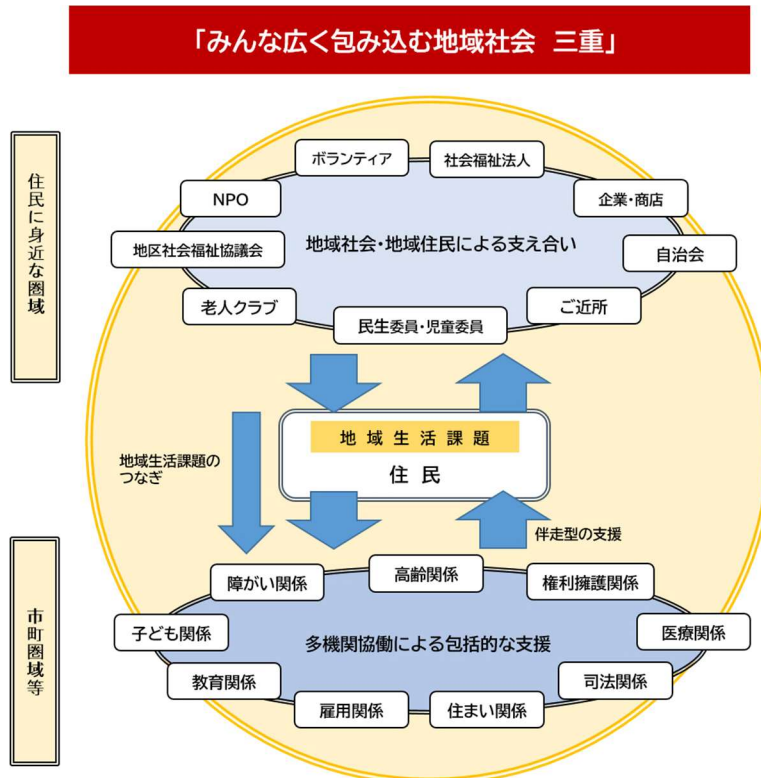 「みんな広く包み込む地域社会 三重」
住民に身近な圏域
ボランティア
社会福祉法人
NPO
企業・商店
地区社会福祉協議会
地域社会・地域住民による支え合い
自治会
老人クラブ
ご近所
民生委員・児童委員
地域生活課題
住民
地域生活課題の
つなぎ
伴走型の支援
市町圏域等
障がい関係
高齢関係
権利擁護関係
子ども関係
多機関協働による包括的な支援
医療関係
教育関係
司法関係
雇用関係
住まい関係